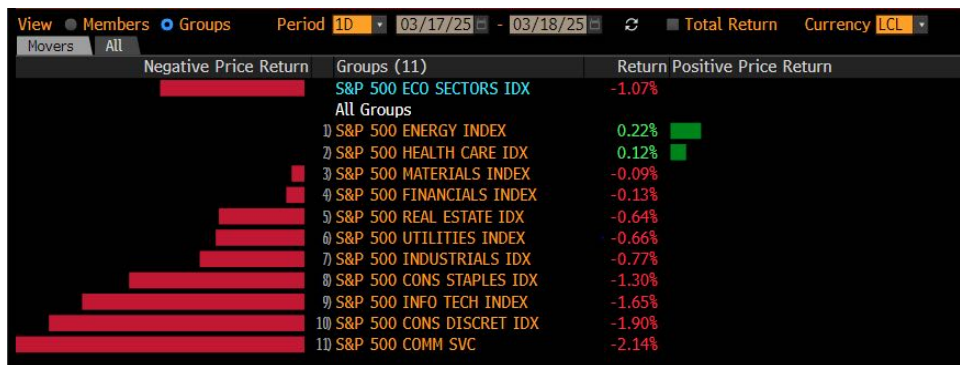 View Members Groups Period 1D 03/17/25 - 03/18/25 Total Return Currency LCL
Movers All
Negative Price Return Groups (11) Return Positive Price Return
S&P 500 ECO SECTORS IDX -1.07%
All Groups
1) S&P 500 ENERGY INDEX 0.22%
2) S&P 500 HEALTH CARE IDX 0.12%
3) S&P 500 MATERIALS INDEX -0.09%
4) S&P 500 FINANCIALS INDEX -0.13%
5) S&P 500 REAL ESTATE IDX -0.64%
6) S&P 500 UTILITIES INDEX -0.66%
7) S&P 500 INDUSTRIALS IDX -0.77%
8) S&P 500 CONS STAPLES IDX -1.30%
9) S&P 500 INFO TECH INDEX -1.65%
10) S&P 500 CONS DISCRET IDX -1.90%
11) S&P 500 COMM SVC -2.14%